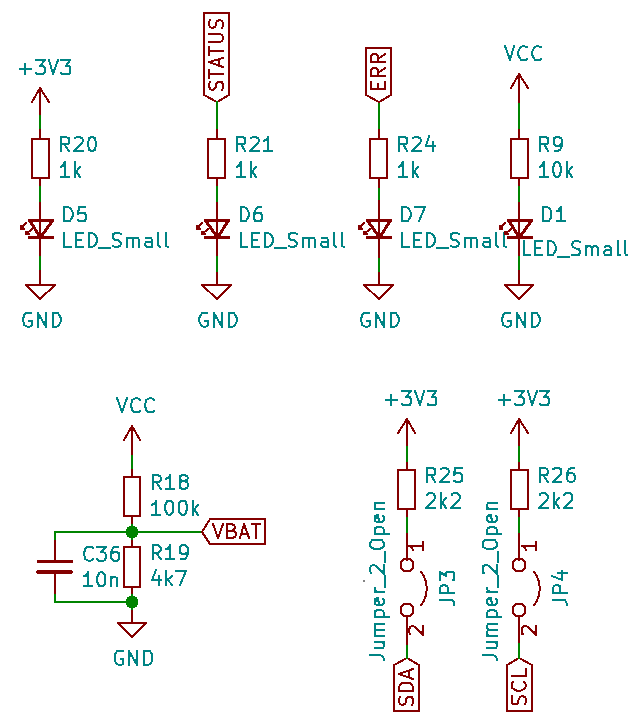 STATUS
ERR
+3V3
VCC
R20
1k
R21
1k
R24
1k
R9
10k
D5
LED_Small
D6
LED_Small
D7
LED_Small
D1
LED_Small
GND
GND
GND
GND
VCC
+3V3
+3V3
R18
100k
R25
2k2
R26
2k2
VBAT
C36
10n
R19
4k7
GND
1
Jumper_2_Open
JP3
2
SDA
1
Jumper_2_Open
JP4
2
SCL